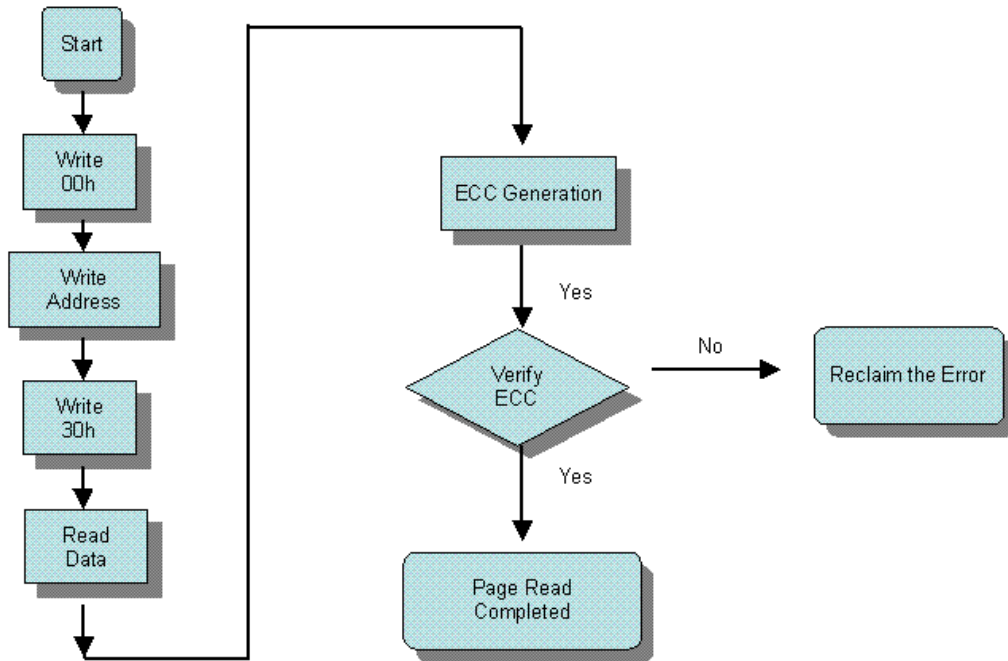 Start
Write
00h
Write
Address
Write
30h
Read
Data
ECC Generation
Yes
Verify
ECC
No
Reclaim the Error
Yes
Page Read
Completed